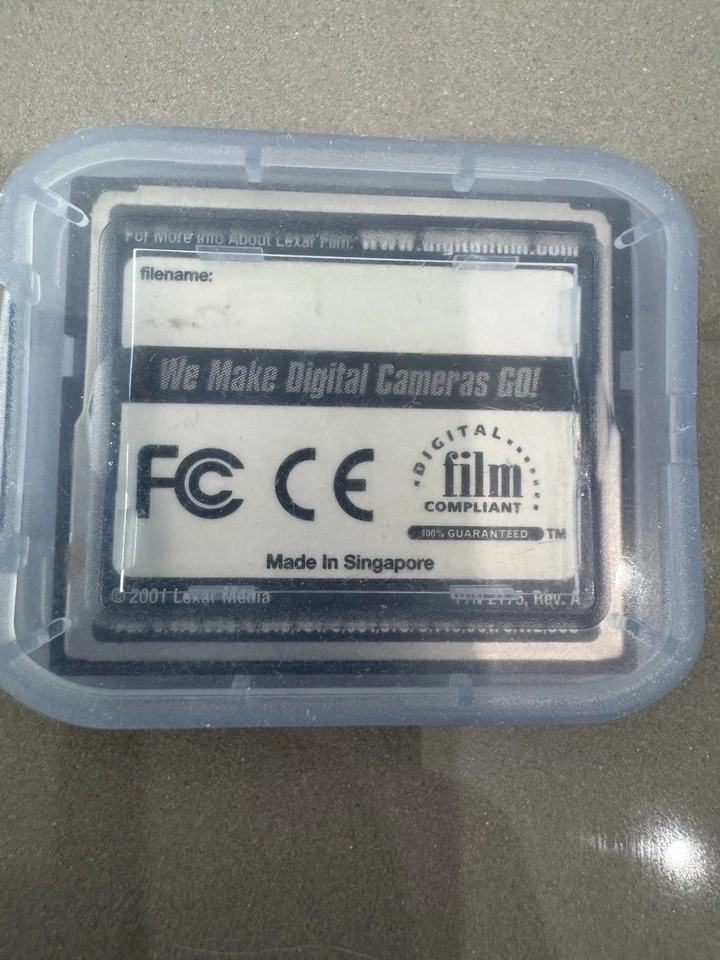 For More Info About Lexar Film: www.digitalfilm.com
filename:
We Make Digital Cameras GO!
FC CE
DIGITAL
film
COMPLIANT
100% GUARANTEED TM
Made in Singapore
© 2001 Lexar Media P/N 2175, Rev. A